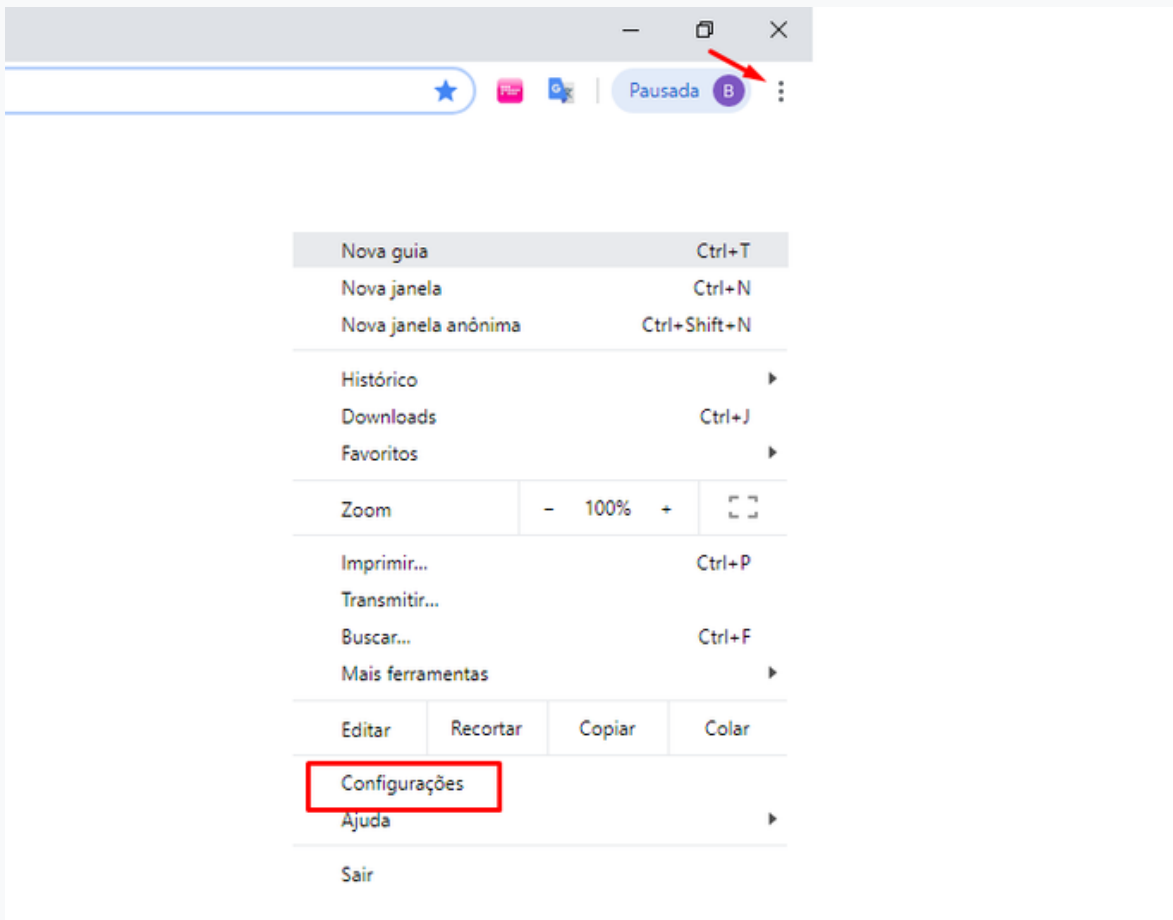 Pausada B
Nova guia Ctrl+T
Nova janela Ctrl+N
Nova janela anônima Ctrl+Shift+N
Histórico
Downloads Ctrl+J
Favoritos
Zoom - 100% +
Imprimir... Ctrl+P
Transmitir...
Buscar... Ctrl+F
Mais ferramentas
Editar Recortar Copiar Colar
Configurações
Ajuda
Sair